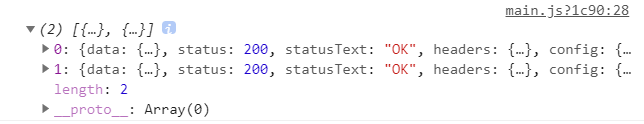 main.js?1c90:28
(2) [{…}, {…}]
0: {data: {…}, status: 200, statusText: "OK", headers: {…}, config: {…
1: {data: {…}, status: 200, statusText: "OK", headers: {…}, config: {…
length: 2
__proto__: Array(0)